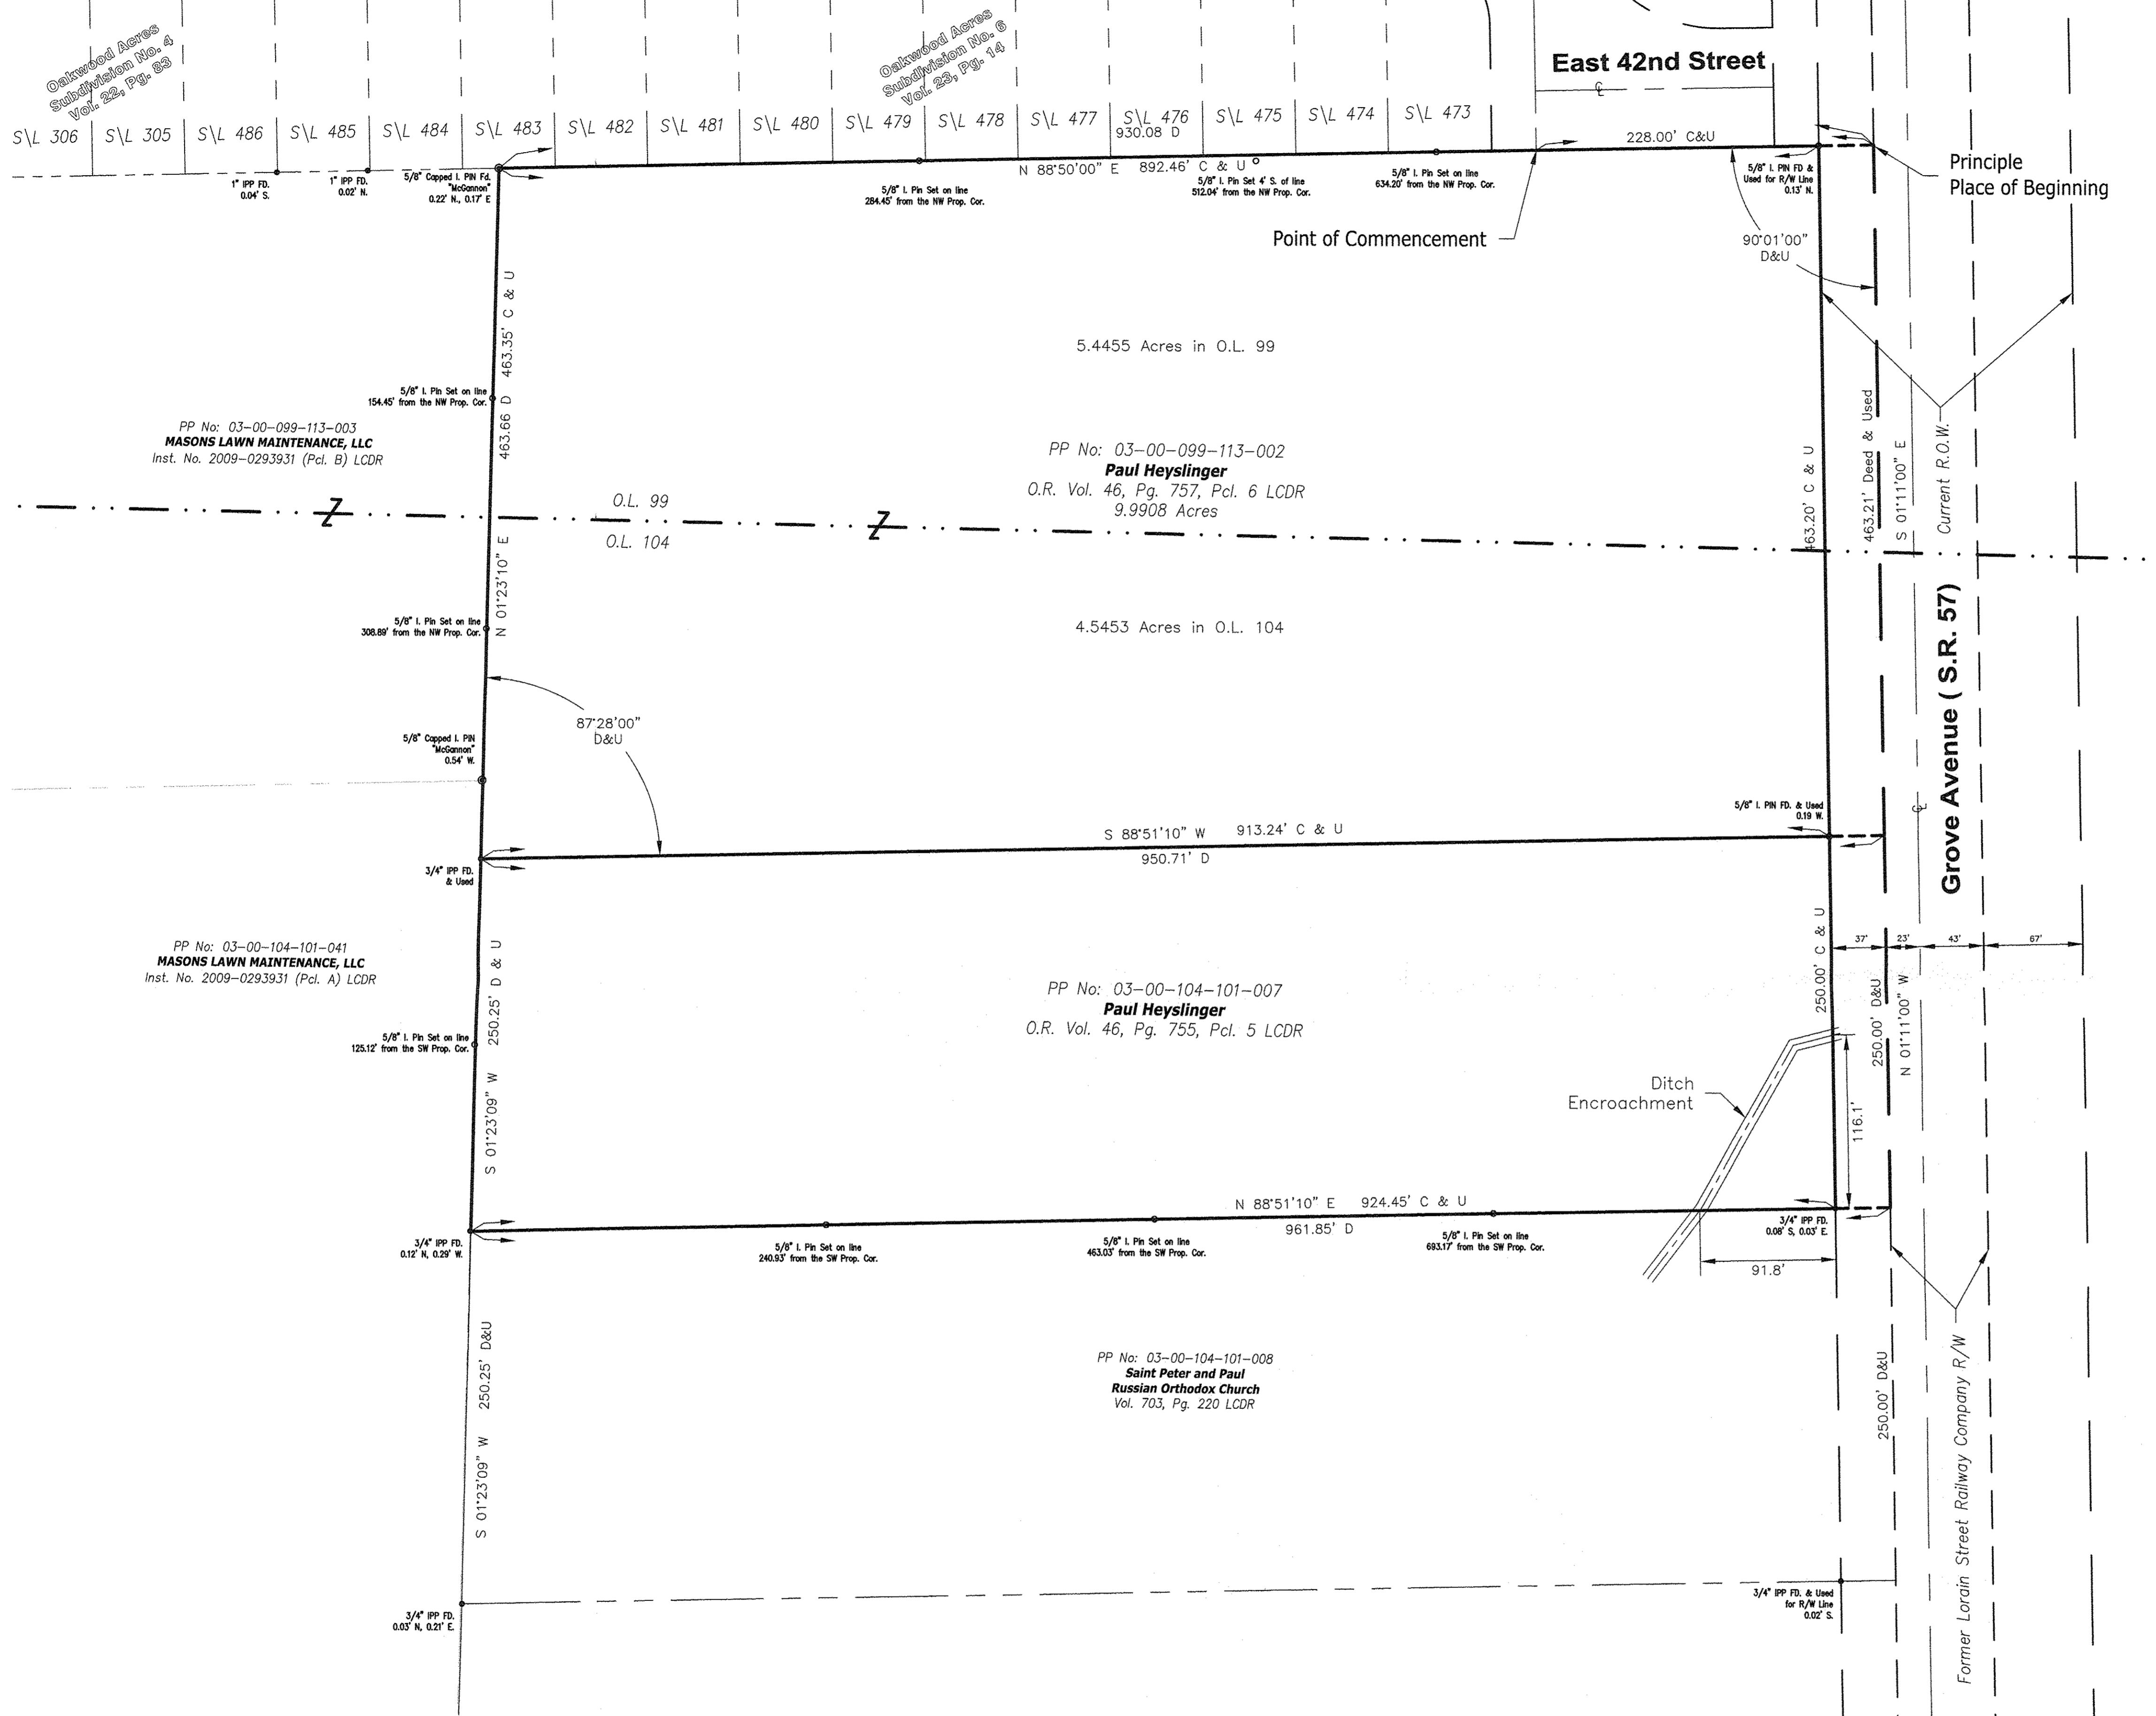 Oakwood Acres
Subdivision No. 4
Vol. 22, Pg. 83
Oakwood Acres
Subdivision No. 6
Vol. 23, Pg. 14
East 42nd Street
S\L 306
S\L 305
S\L 486
S\L 485
S\L 484
S\L 483
S\L 482
S\L 481
S\L 480
S\L 479
S\L 478
S\L 477
S\L 476
S\L 475
S\L 474
S\L 473
930.08 D
228.00' C&U
N 88°50'00" E 892.46' C & U
Principle
Place of Beginning
1" IPP FD.
0.04' S.
1" IPP FD.
0.02' N.
5/8" Capped I. PIN Fd.
"McGannon"
0.22' N., 0.17' E
5/8" I. Pin Set on line
284.45' from the NW Prop. Cor.
5/8" I. Pin Set 4' S. of line
512.04' from the NW Prop. Cor.
5/8" I. Pin Set on line
634.20' from the NW Prop. Cor.
5/8" I. PIN FD &
Used for R/W Line
0.13' N.
Point of Commencement
90°01'00"
D&U
463.66 D 463.35' C & U
5.4455 Acres in O.L. 99
5/8" I. Pin Set on line
154.45' from the NW Prop. Cor.
PP No: 03-00-099-113-003
MASONS LAWN MAINTENANCE, LLC
Inst. No. 2009-0293931 (Pcl. B) LCDR
PP No: 03-00-099-113-002
Paul Heyslinger
O.R. Vol. 46, Pg. 757, Pcl. 6 LCDR
9.9908 Acres
463.20' C & U
463.21' Deed & Used
S 01°11'00" E
Current R.O.W.
O.L. 99
O.L. 104
N 01°23'10" E
5/8" I. Pin Set on line
308.89' from the NW Prop. Cor.
4.5453 Acres in O.L. 104
Grove Avenue ( S.R. 57)
87°28'00"
D&U
5/8" Capped I. PIN
"McGannon"
0.54' W.
5/8" I. PIN FD. & Used
0.19 W.
S 88°51'10" W 913.24' C & U
950.71' D
3/4" IPP FD.
& Used
PP No: 03-00-104-101-041
MASONS LAWN MAINTENANCE, LLC
Inst. No. 2009-0293931 (Pcl. A) LCDR
S 01°23'09" W 250.25' D & U
250.00' C & U
37'
23'
43'
67'
250.00' D&U
N 01°11'00" W
PP No: 03-00-104-101-007
Paul Heyslinger
O.R. Vol. 46, Pg. 755, Pcl. 5 LCDR
5/8" I. Pin Set on line
125.12' from the SW Prop. Cor.
Ditch
Encroachment
116.1'
N 88°51'10" E 924.45' C & U
961.85' D
3/4" IPP FD.
0.12' N, 0.29' W.
5/8" I. Pin Set on line
240.93' from the SW Prop. Cor.
5/8" I. Pin Set on line
463.03' from the SW Prop. Cor.
5/8" I. Pin Set on line
693.17' from the SW Prop. Cor.
3/4" IPP FD.
0.08' S, 0.03' E.
91.8'
S 01°23'09" W 250.25' D&U
PP No: 03-00-104-101-008
Saint Peter and Paul
Russian Orthodox Church
Vol. 703, Pg. 220 LCDR
250.00' D&U
Former Lorain Street Railway Company R/W
3/4" IPP FD.
0.03' N, 0.21' E.
3/4" IPP FD. & Used
for R/W Line
0.02' S.